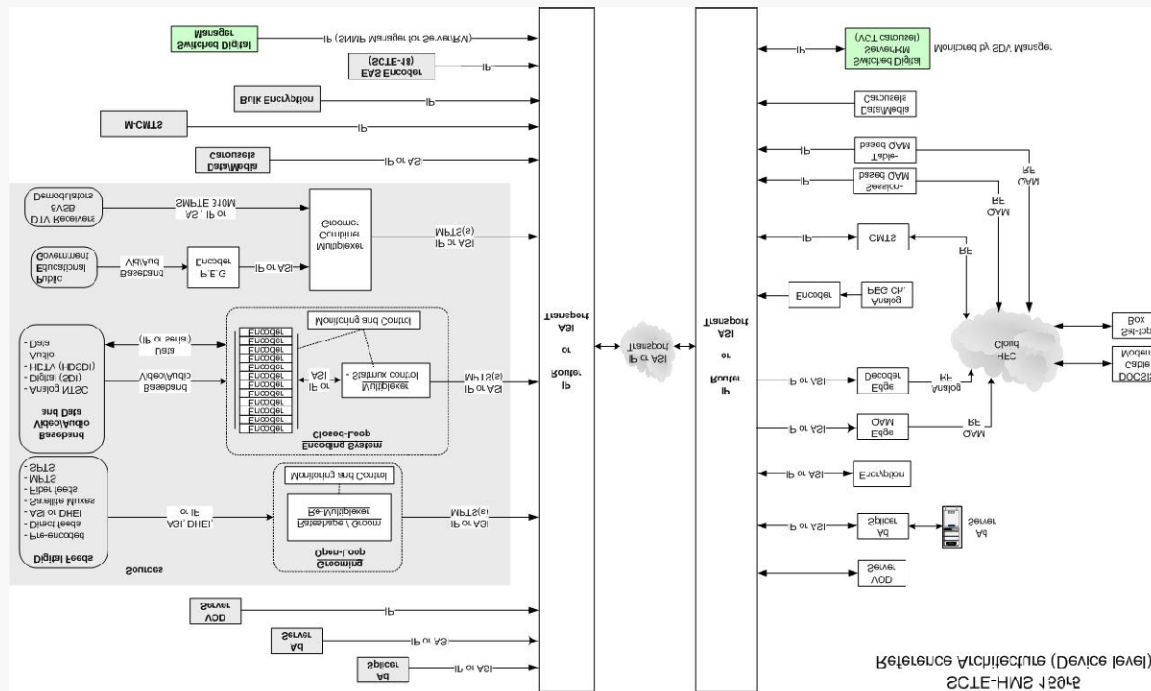 SCTE-HMS 159r5
Reference Architecture (Device level)
Ad
Splicer
IP or ASI
Ad
Server
IP or ASI
VOD
Server
IP
Sources
Digital Feeds
- Pre-encoded
- Direct feeds
- ASI or DHEI
- Satellite Muxes
- Fiber feeds
- MPTS
- SPTS
ASI, DHEI,
or IP
Open-Loop
Grooming
Rateshape / Groom
Re-Multiplexer
Monitoring and Control
IP or ASI
MPTS(s)
Baseband
Video/Audio
and Data
- Analog NTSC
- Digital (SDI)
- HDTV (HDSDI)
- Audio
- Data
Baseband
Video/Audio
Data
(IP or serial)
Closed-Loop
Encoding System
Encoder
Encoder
Encoder
Encoder
Encoder
Encoder
Encoder
Encoder
Encoder
Encoder
Encoder
IP or
ASI
Multiplexer
- Statmux control
Monitoring and Control
IP or ASI
MPTS(s)
Public
Educational
Government
Baseband
Vid/Aud
P.E.G
Encoder
IP or ASI
DTV Receivers
8VSB
Demodulators
ASI, IP or
SMPTE 310M
Multiplexer
Combiner
Groomer
IP or ASI
MPTS(s)
Data/Media
Carousels
IP or ASI
M-CMTS
IP
Bulk Encryption
IP
EAS Encoder
(SCTE-18)
IP
Switched Digital
Manager
IP (SNMP Manager for Server/RM)
IP
Router
or
ASI
Transport
IP or ASI
Transport
IP
Router
or
ASI
Transport
VOD
Server
IP or ASI
Ad
Splicer
Ad
Server
IP or ASI
Encryption
IP or ASI
Edge
QAM
QAM
RF
IP or ASI
Edge
Decoder
Analog
RF
HFC
Cloud
DOCSIS
Cable
Modem
Set-top
Box
Encoder
Analog
PEG Ch.
IP
CMTS
RF
IP
Session-
based QAM
QAM
RF
IP
Table-
based QAM
QAM
RF
Data/Media
Carousels
IP
Switched Digital
Server/RM
(VCT carousel)
Monitored by SDV Manager